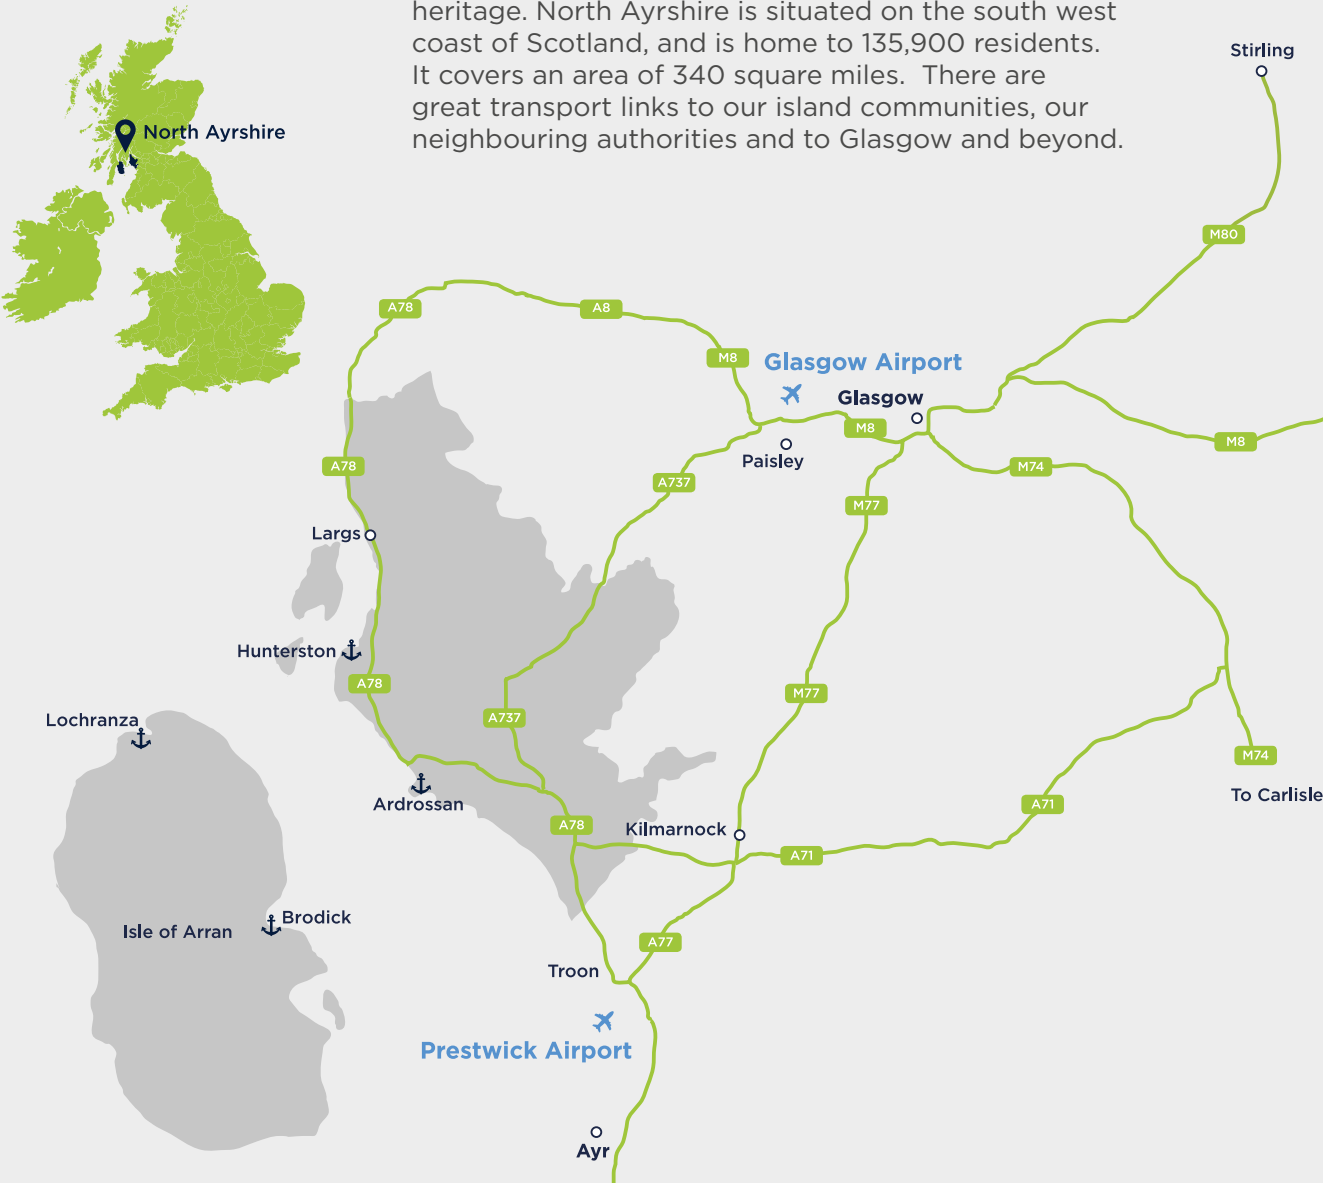 heritage. North Ayrshire is situated on the south west
coast of Scotland, and is home to 135,900 residents.
It covers an area of 340 square miles.  There are
great transport links to our island communities, our
neighbouring authorities and to Glasgow and beyond.
Stirling
North Ayrshire
M80
A78
A8
M8
Glasgow Airport
Glasgow
M8
M8
Paisley
A78
M74
A737
M77
Largs
Hunterston
A78
M77
A737
Lochranza
M74
To Carlisle
Ardrossan
A71
A78
Kilmarnock
A71
Brodick
Isle of Arran
A77
Troon
Prestwick Airport
Ayr